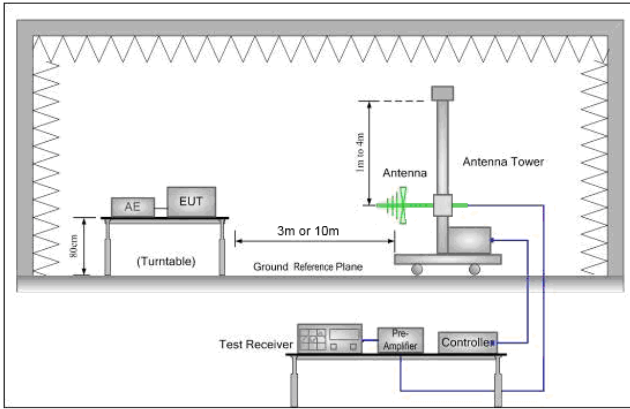 1m to 4m
Antenna
Antenna Tower
AE
EUT
3m or 10m
80cm
(Turntable)
Ground Reference Plane
Test Receiver
Pre-
Amplifier
Controller